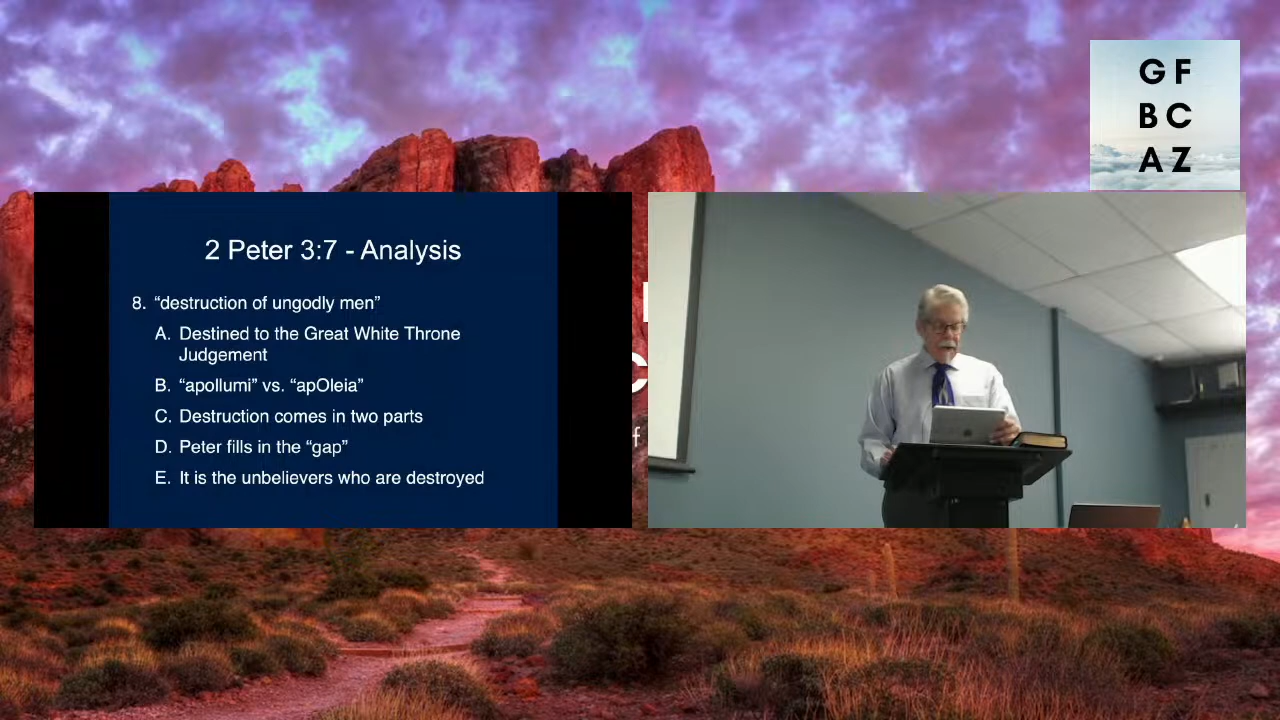 G F
B C
A Z
2 Peter 3:7 - Analysis
8. “destruction of ungodly men”
A. Destined to the Great White Throne
Judgement
B. “apollumi” vs. “apOleia”
C. Destruction comes in two parts
D. Peter fills in the “gap”
E. It is the unbelievers who are destroyed